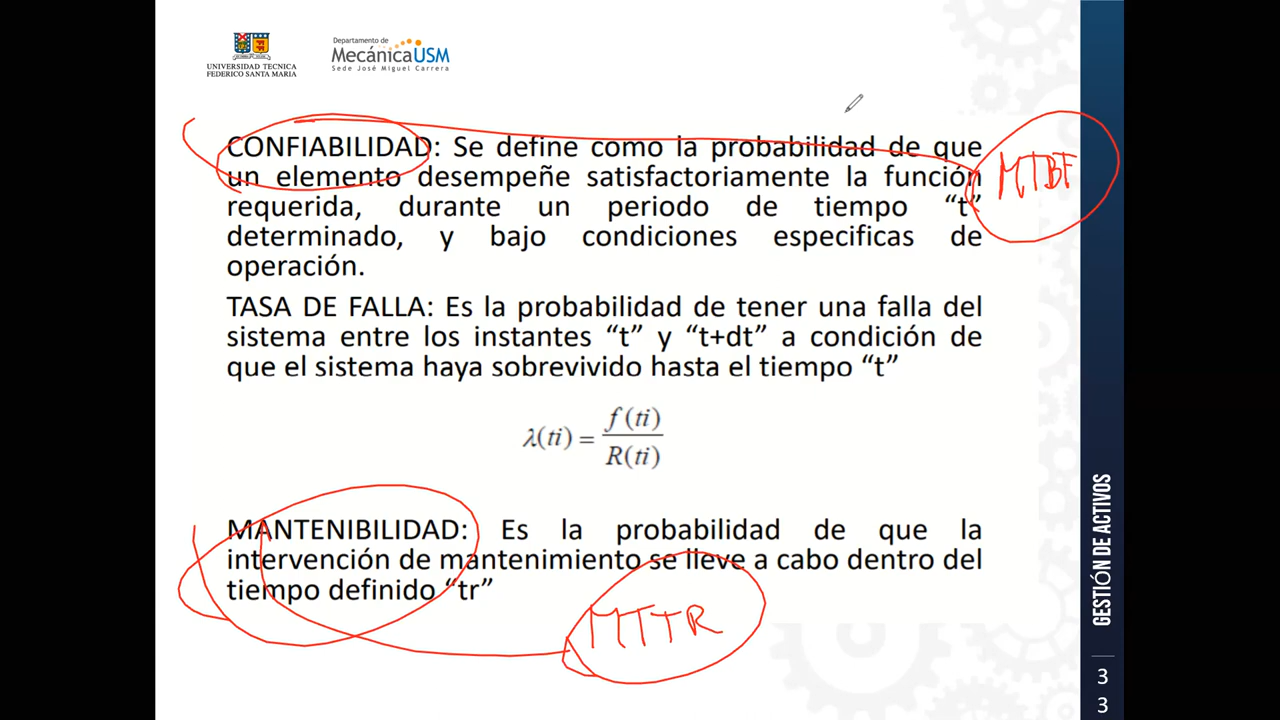 UNIVERSIDAD TECNICA
FEDERICO SANTA MARIA
Departamento de
MecánicaUSM
Sede José Miguel Carrera
CONFIABILIDAD: Se define como la probabilidad de que
un elemento desempeñe satisfactoriamente la función
requerida, durante un periodo de tiempo “t”
determinado, y bajo condiciones especificas de
operación.
MTBF
TASA DE FALLA: Es la probabilidad de tener una falla del
sistema entre los instantes “t” y “t+dt” a condición de
que el sistema haya sobrevivido hasta el tiempo “t”
λ(ti) = f(ti) / R(ti)
MANTENIBILIDAD: Es la probabilidad de que la
intervención de mantenimiento se lleve a cabo dentro del
tiempo definido “tr”
MTTR
GESTIÓN DE ACTIVOS
3
3